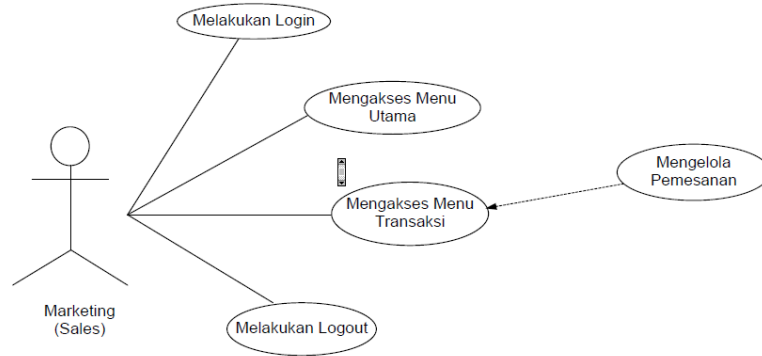 Melakukan Login
Mengakses Menu
Utama
Mengelola
Pemesanan
Mengakses Menu
Transaksi
Marketing
(Sales)
Melakukan Logout